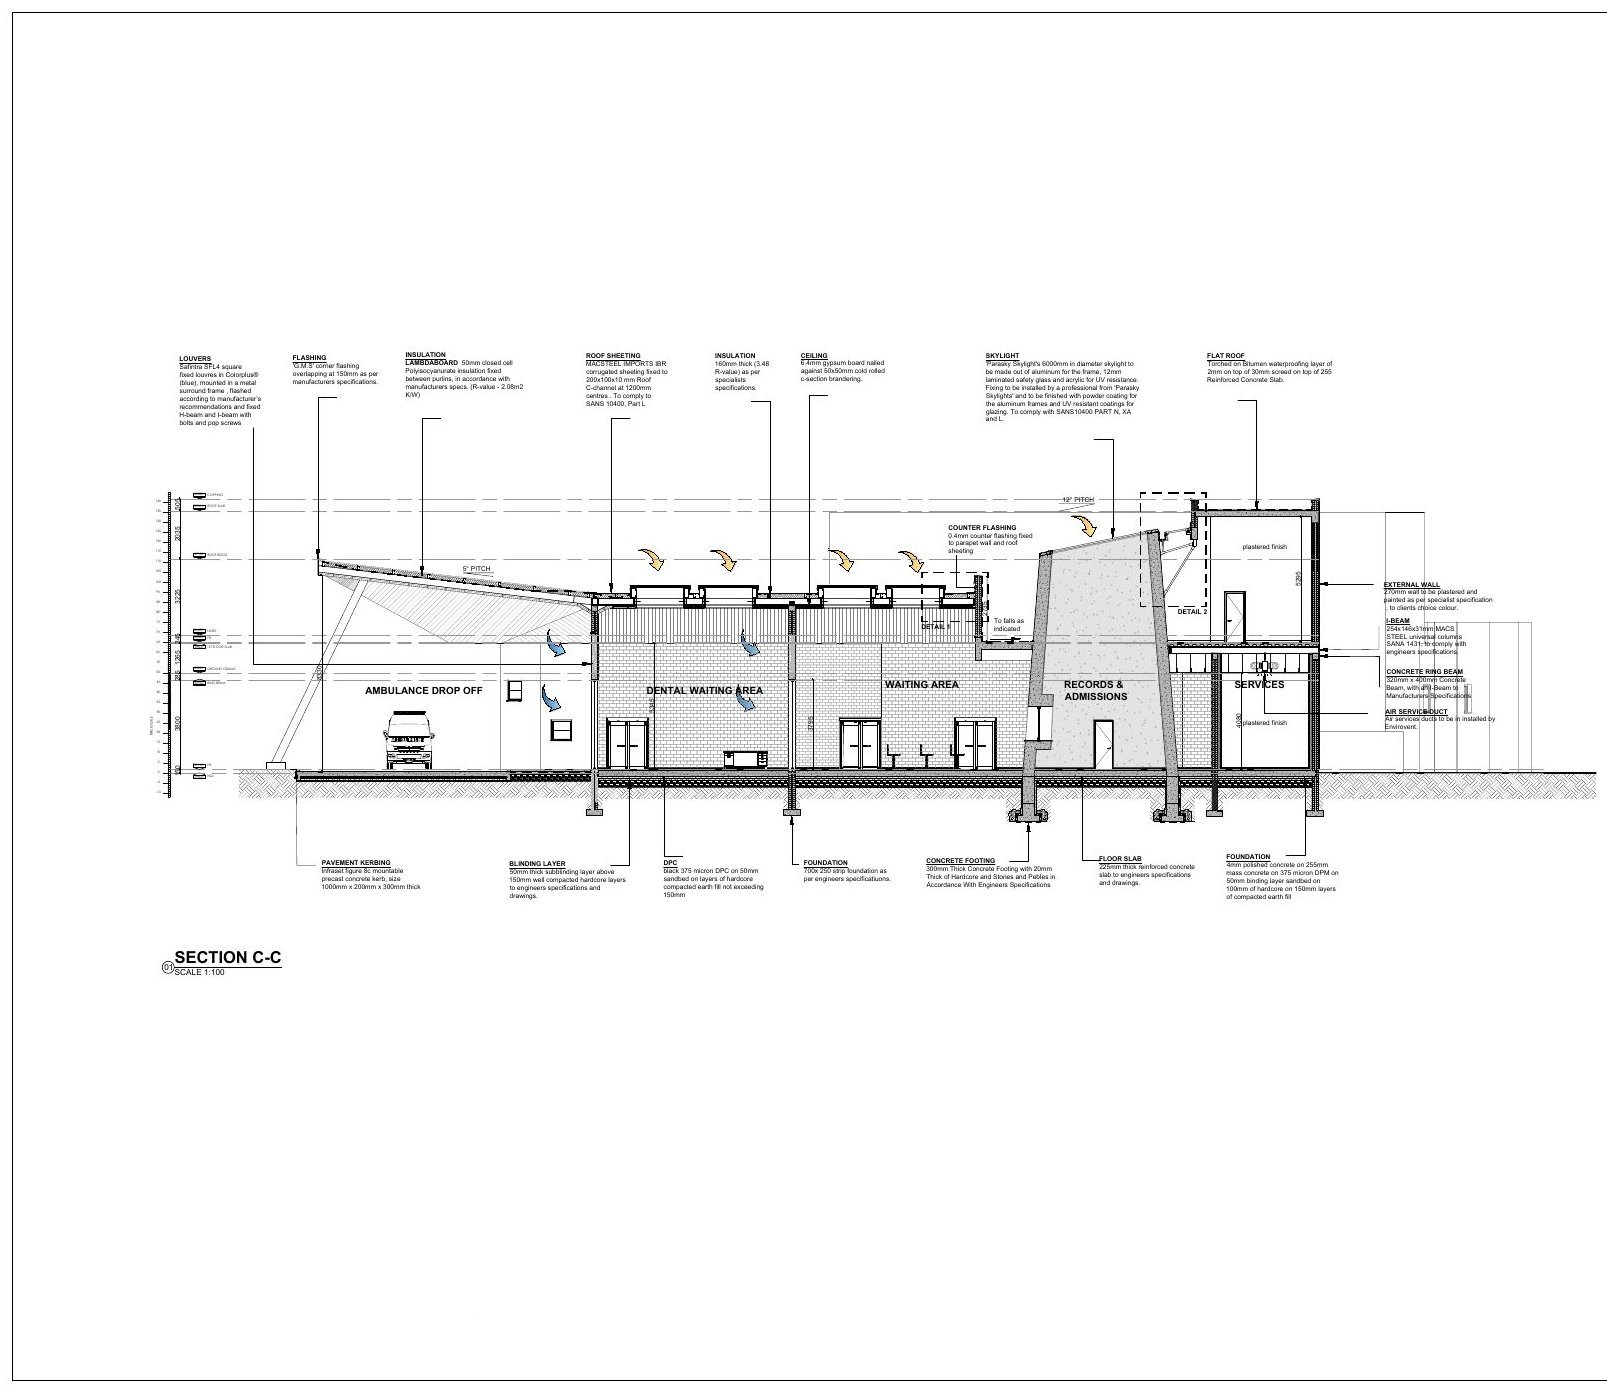 LOUVERS
Safintra SFL4 square
fixed louvres in Colorplus®
(blue), mounted in a metal
surround frame , flashed
according to manufacturer's
recommendations and fixed
H-beam and I-beam with
bolts and pop screws
FLASHING
'G.M.S' corner flashing
overlapping at 150mm as per
manufacturers specifications.
INSULATION
LAMBDABOARD 50mm closed cell
Polyisocyanurate insulation fixed
between purlins, in accordance with
manufacturers specs. (R-value - 2.08m2
K/W)
ROOF SHEETING
MACSTEEL IMPORTS IBR
corrugated sheeting fixed to
200x100x10 mm Roof
C-channel at 1200mm
centres . To comply to
SANS 10400, Part L
INSULATION
160mm thick (3.48
R-value) as per
specialists
specifications.
CEILING
6.4mm gypsum board nailed
against 50x50mm cold rolled
c-section brandering.
SKYLIGHT
'Parasky Skylight's 6000mm in diameter skylight to
be made out of aluminum for the frame, 12mm
laminated safety glass and acrylic for UV resistance.
Fixing to be installed by a professional from 'Parasky
Skylights' and to be finished with powder coating for
the aluminum frames and UV resistant coatings for
glazing. To comply with SANS10400 PART N, XA
and L.
FLAT ROOF
Torched on Bitumen waterproofing layer of
2mm on top of 30mm screed on top of 255
Reinforced Concrete Slab.
12° PITCH
COUNTER FLASHING
0.4mm counter flashing fixed
to parapet wall and roof
sheeting
5° PITCH
plastered finish
5295
DETAIL 1
To falls as
indicated
DETAIL 2
EXTERNAL WALL
270mm wall to be plastered and
painted as per specialist specification
, to clients choice colour.
I-BEAM
254x146x31mm MACS
STEEL universal columns
SANA 1431, to comply with
engineers specifications.
CONCRETE RING BEAM
320mm x 400mm Concrete
Beam, with an I-Beam to
Manufacturers Specifications
AIR SERVICE DUCT
Air services ducts to be in installed by
Envirovent.
AMBULANCE DROP OFF
DENTAL WAITING AREA
WAITING AREA
RECORDS &
ADMISSIONS
SERVICES
plastered finish
4080
2035
3225
1265
3800
PAVEMENT KERBING
Infraset figure 8c mountable
precast concrete kerb, size
1000mm x 200mm x 300mm thick
BLINDING LAYER
50mm thick subblinding layer above
150mm well compacted hardcore layers
to engineers specifications and
drawings.
DPC
black 375 micron DPC on 50mm
sandbed on layers of hardcore
compacted earth fill not exceeding
150mm
FOUNDATION
700x 250 strip foundation as
per engineers specificatiuons.
CONCRETE FOOTING
300mm Thick Concrete Footing with 20mm
Thick of Hardcore and Stones and Pebles in
Accordance With Engineers Specifications
FLOOR SLAB
225mm thick reinforced concrete
slab to engineers specifications
and drawings.
FOUNDATION
4mm polished concrete on 255mm
mass concrete on 375 micron DPM on
50mm binding layer sandbed on
100mm of hardcore on 150mm layers
of compacted earth fill
01
SECTION C-C
SCALE 1:100